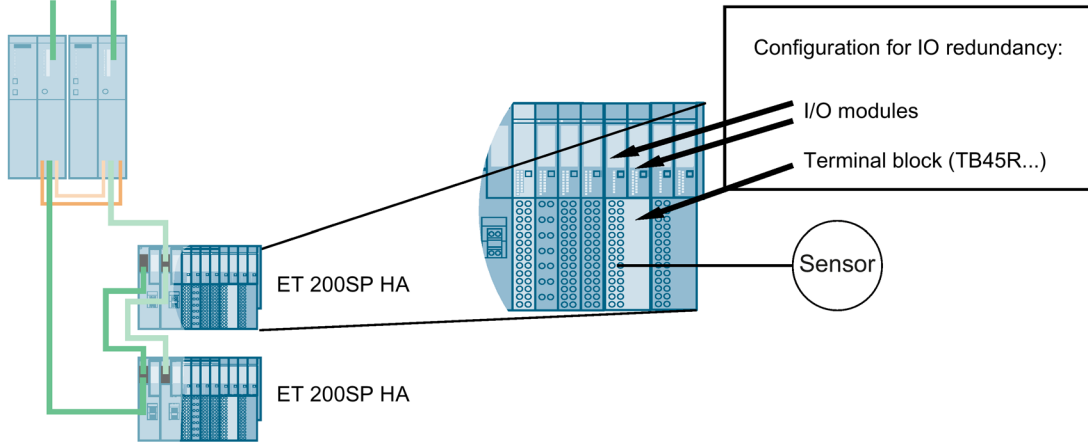 Configuration for IO redundancy:
I/O modules
Terminal block (TB45R...)
Sensor
ET 200SP HA
ET 200SP HA